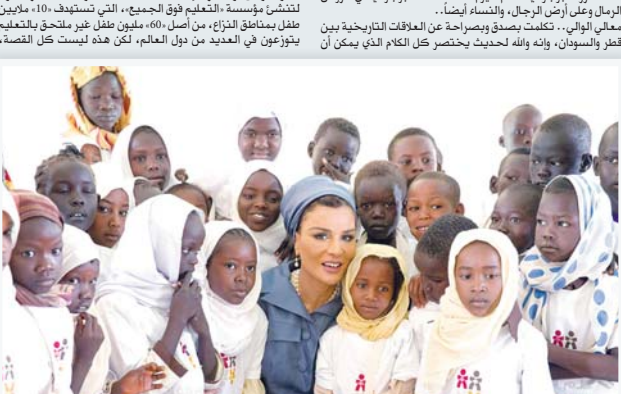 الرمال وعلى أرض الرجال، والنساء أيضاً..
معالي الوالي.. تكلمت بصدق وبصراحة عن العلاقات التاريخية بين
قطر والسودان، وإنه والله لحديث يختصر كل الكلام الذي يمكن أن
لتنشئ مؤسسة «التعليم فوق الجميع»، التي تستهدف «10» ملايين
طفل بمناطق النزاع، من أصل «60» مليون طفل غير ملتحق بالتعليم
يتوزعون في العديد من دول العالم، لكن هذه ليست كل القصة،